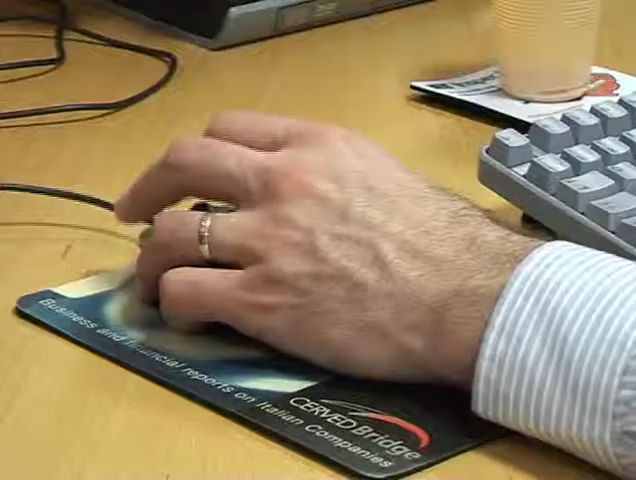 CERVED Bridge
Business and financial reports on Italian Companies